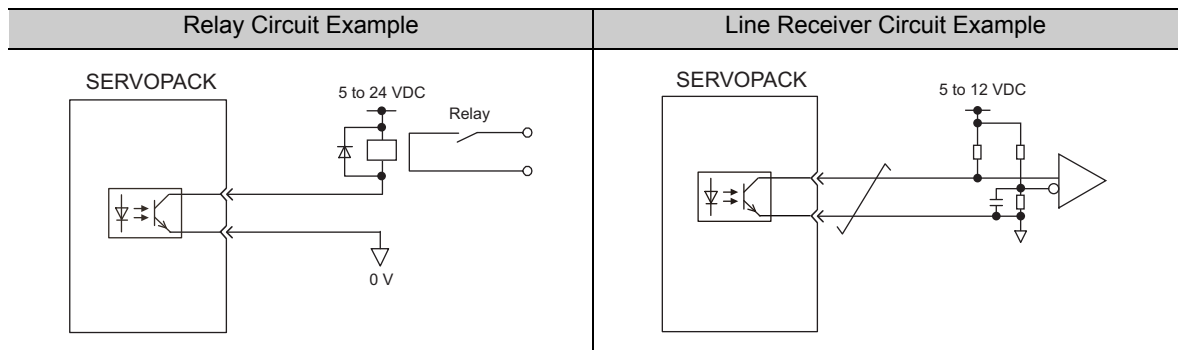 Relay Circuit Example
Line Receiver Circuit Example
SERVOPACK
5 to 24 VDC
Relay
0 V
SERVOPACK
5 to 12 VDC